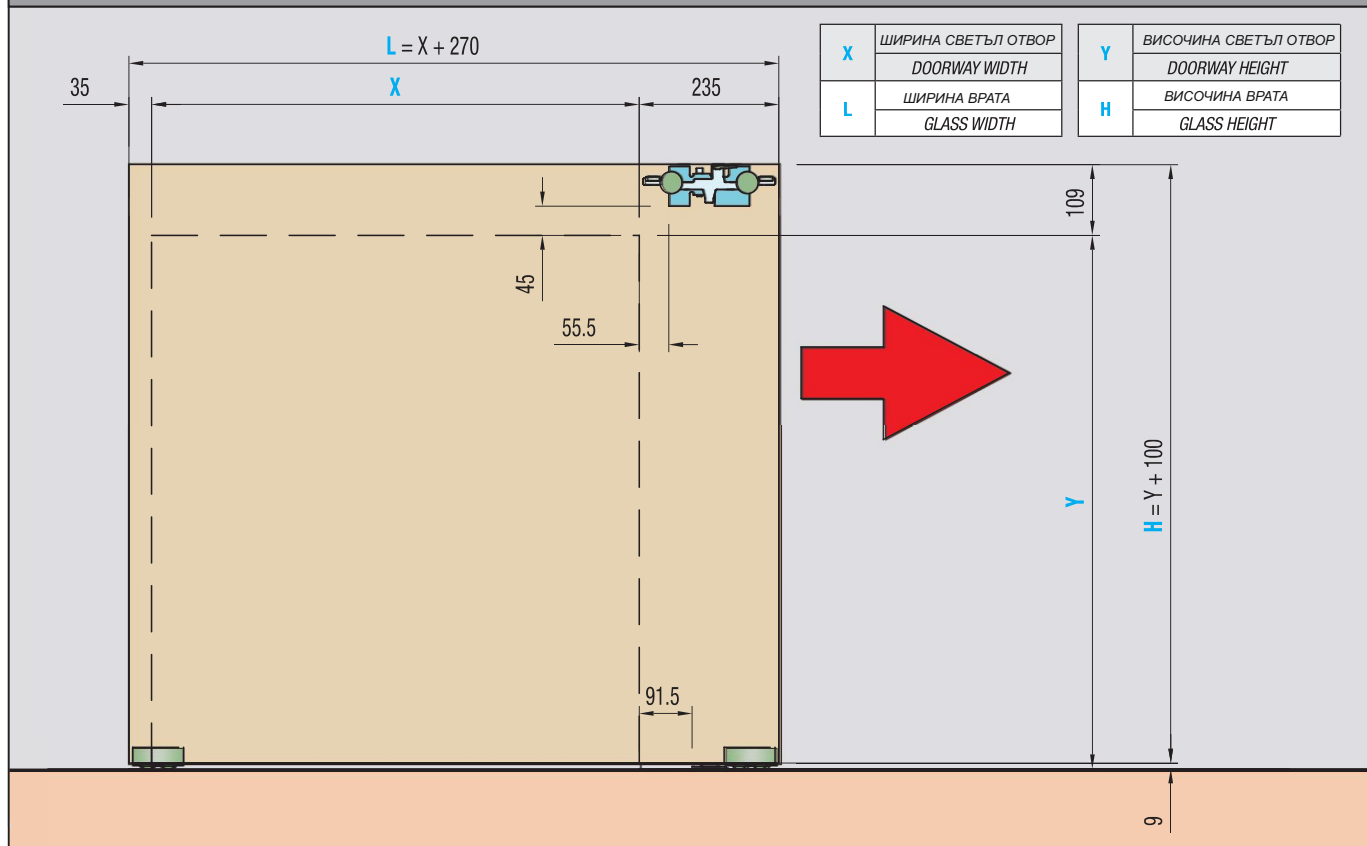 L = X + 270
35
X
235
X
ШИРИНА СВЕТЪЛ ОТВОР
DOORWAY WIDTH
L
ШИРИНА ВРАТА
GLASS WIDTH
Y
ВИСОЧИНА СВЕТЪЛ ОТВОР
DOORWAY HEIGHT
H
ВИСОЧИНА ВРАТА
GLASS HEIGHT
109
45
55.5
Y
H = Y + 100
91.5
9